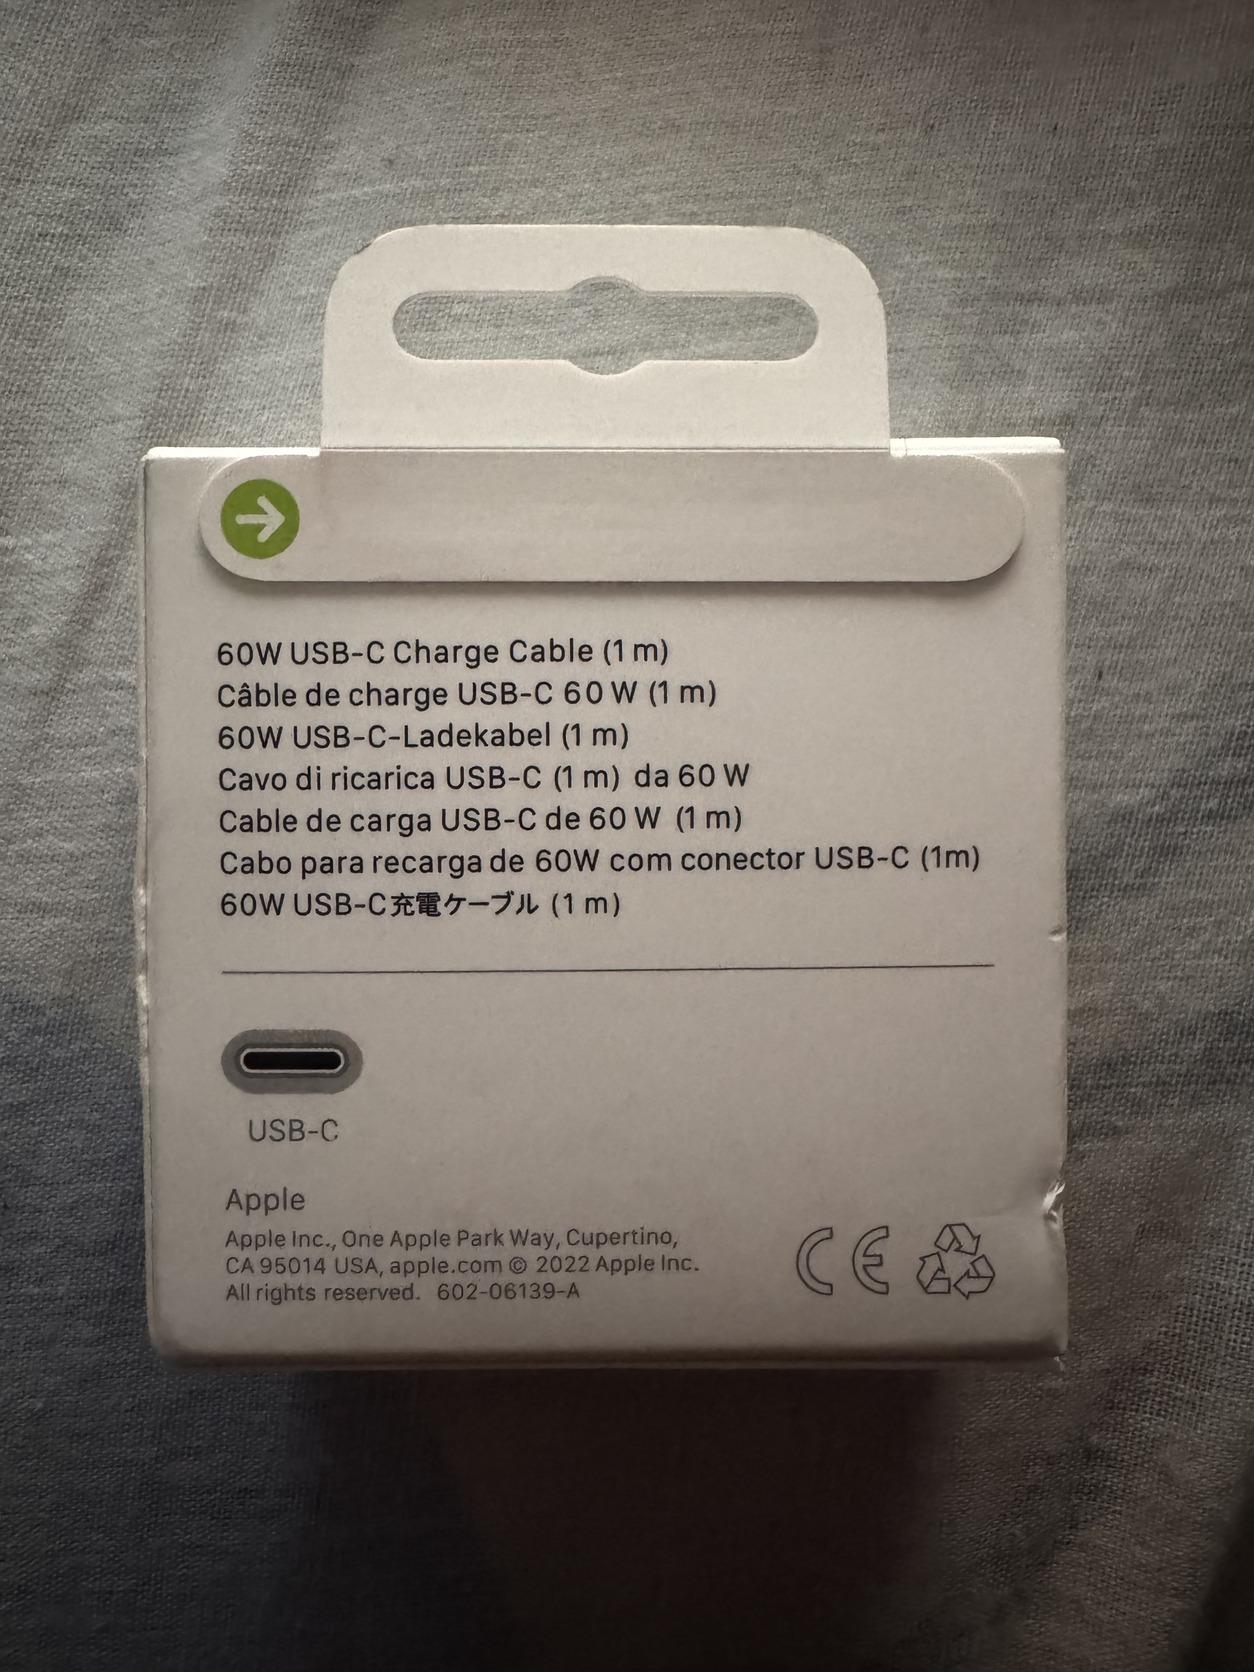 60W USB-C Charge Cable (1 m)
Câble de charge USB-C 60 W (1 m)
60W USB-C-Ladekabel (1 m)
Cavo di ricarica USB-C (1 m) da 60 W
Cable de carga USB-C de 60 W (1 m)
Cabo para recarga de 60W com conector USB-C (1m)
60W USB-C充電ケーブル (1 m)
USB-C
Apple
Apple Inc., One Apple Park Way, Cupertino,
CA 95014 USA, apple.com © 2022 Apple Inc.
All rights reserved. 602-06139-A
CE